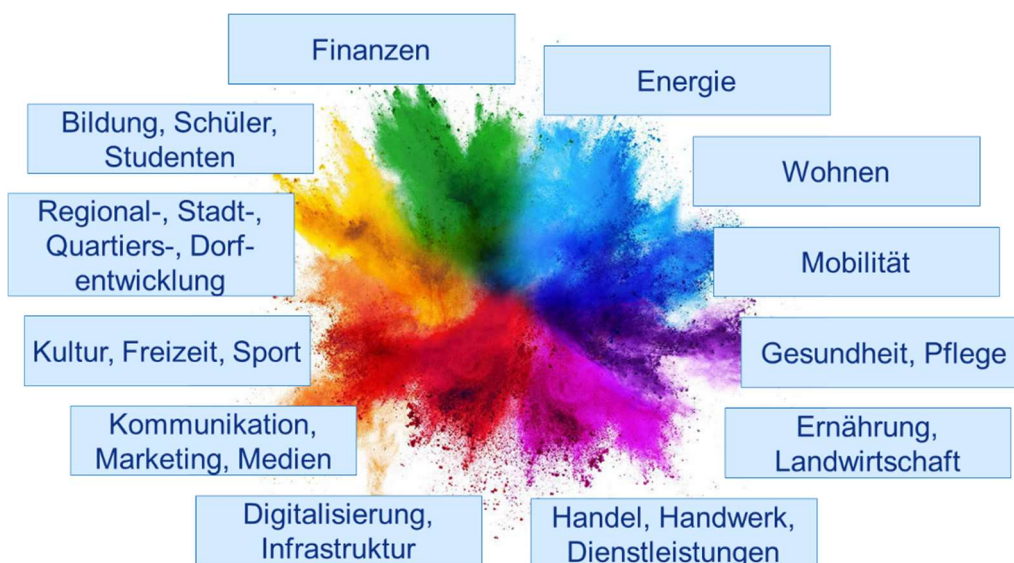 Finanzen
Energie
Bildung, Schüler,
Studenten
Wohnen
Regional-, Stadt-,
Quartiers-, Dorf-
entwicklung
Mobilität
Kultur, Freizeit, Sport
Gesundheit, Pflege
Kommunikation,
Marketing, Medien
Ernährung,
Landwirtschaft
Digitalisierung,
Infrastruktur
Handel, Handwerk,
Dienstleistungen